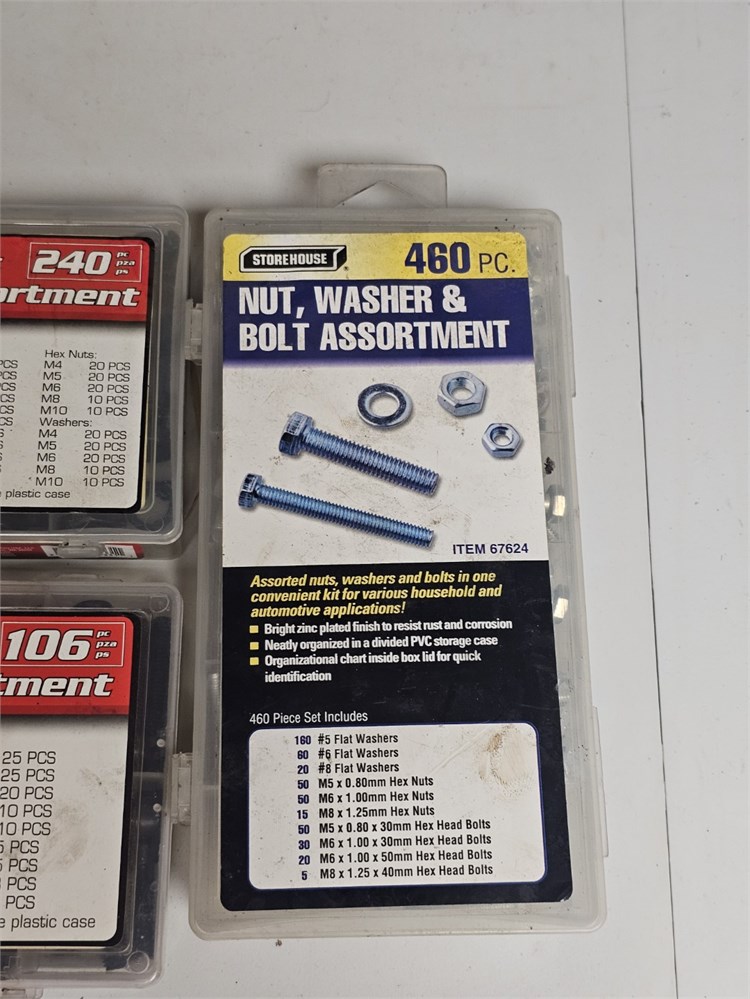 240 pc
pza
ps
ortment
Hex Nuts:
PCS M4 20 PCS
PCS M5 20 PCS
PCS M6 20 PCS
PCS M8 10 PCS
CS M10 10 PCS
Washers:
M4 20 PCS
M5 20 PCS
M6 20 PCS
M8 10 PCS
M10 10 PCS
plastic case
106 pc
pza
ps
tment
25 PCS
25 PCS
20 PCS
10 PCS
10 PCS
5 PCS
5 PCS
PCS
PCS
e plastic case
STOREHOUSE
460 PC.
NUT, WASHER &
BOLT ASSORTMENT
ITEM 67624
Assorted nuts, washers and bolts in one
convenient kit for various household and
automotive applications!
Bright zinc plated finish to resist rust and corrosion
Neatly organized in a divided PVC storage case
Organizational chart inside box lid for quick
identification
460 Piece Set Includes
160 #5 Flat Washers
60 #6 Flat Washers
20 #8 Flat Washers
50 M5 x 0.80mm Hex Nuts
50 M6 x 1.00mm Hex Nuts
15 M8 x 1.25mm Hex Nuts
50 M5 x 0.80 x 30mm Hex Head Bolts
30 M6 x 1.00 x 30mm Hex Head Bolts
20 M6 x 1.00 x 50mm Hex Head Bolts
5 M8 x 1.25 x 40mm Hex Head Bolts